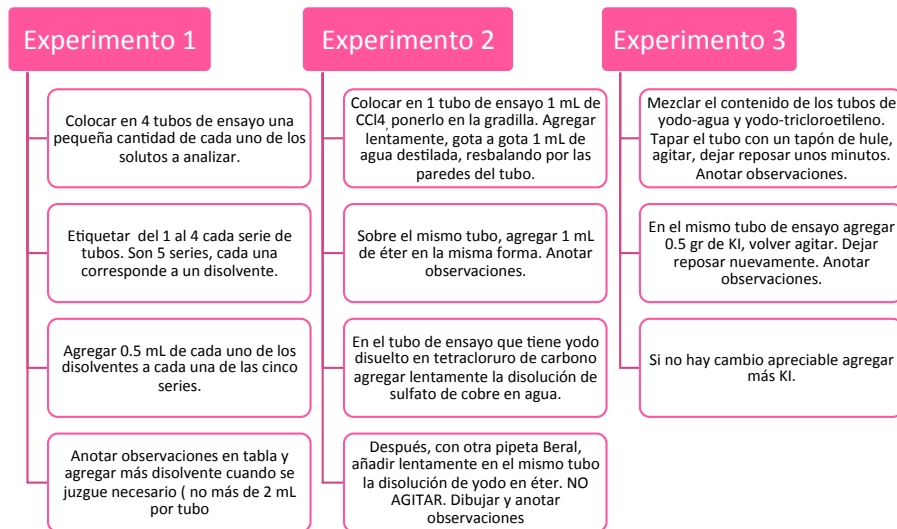 Experimento 1
Colocar en 4 tubos de ensayo una
pequeña cantidad de cada uno de los
solutos a analizar.
Etiquetar del 1 al 4 cada serie de
tubos. Son 5 series, cada una
corresponde a un disolvente.
Agregar 0.5 mL de cada uno de los
disolventes a cada una de las cinco
series.
Anotar observaciones en tabla y
agregar más disolvente cuando se
juzgue necesario ( no más de 2 mL
por tubo
Experimento 2
Colocar en 1 tubo de ensayo 1 mL de
CCl4, ponerlo en la gradilla. Agregar
lentamente, gota a gota 1 mL de
agua destilada, resbalando por las
paredes del tubo.
Sobre el mismo tubo, agregar 1 mL
de éter en la misma forma. Anotar
observaciones.
En el tubo de ensayo que tiene yodo
disuelto en tetracloruro de carbono
agregar lentamente la disolución de
sulfato de cobre en agua.
Después, con otra pipeta Beral,
añadir lentamente en el mismo tubo
la disolución de yodo en éter. NO
AGITAR. Dibujar y anotar
observaciones
Experimento 3
Mezclar el contenido de los tubos de
yodo-agua y yodo-tricloroetileno.
Tapar el tubo con un tapón de hule,
agitar, dejar reposar unos minutos.
Anotar observaciones.
En el mismo tubo de ensayo agregar
0.5 gr de KI, volver agitar. Dejar
reposar nuevamente. Anotar
observaciones.
Si no hay cambio apreciable agregar
más KI.